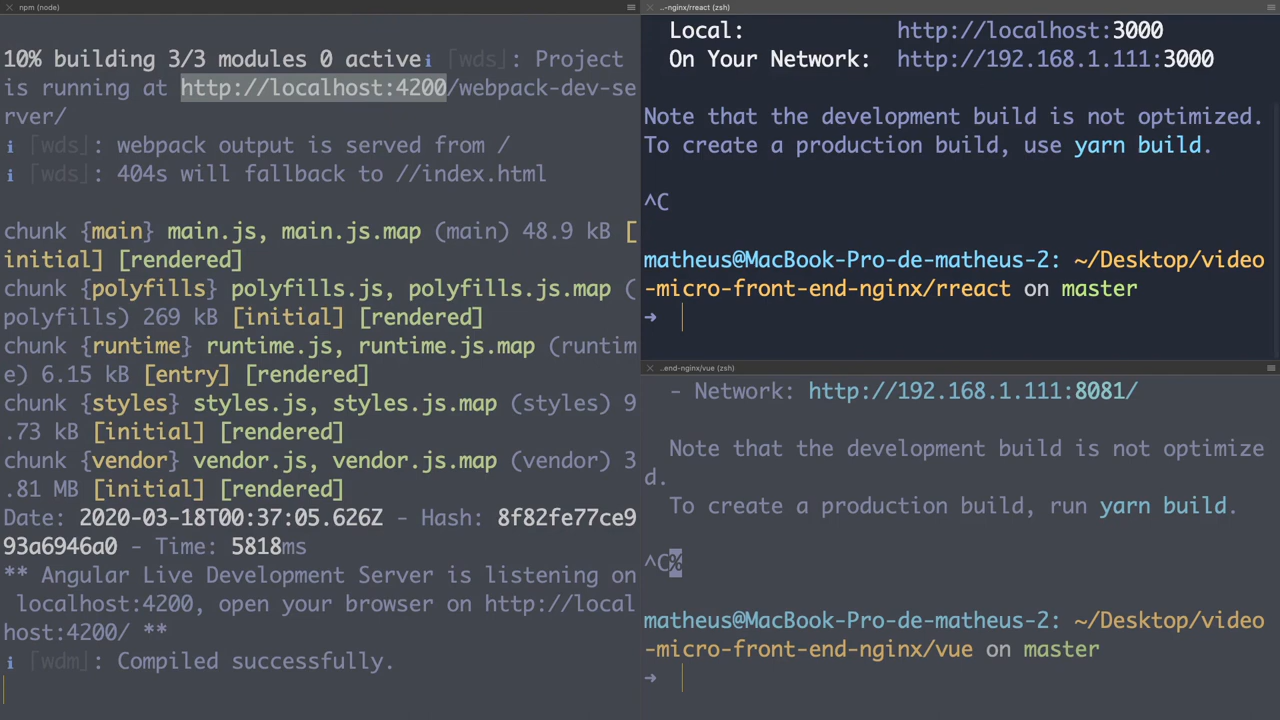 npm (node)
10% building 3/3 modules 0 active ℹ ｢wds｣: Project
is running at http://localhost:4200/webpack-dev-se
rver/
ℹ ｢wds｣: webpack output is served from /
ℹ ｢wds｣: 404s will fallback to //index.html
chunk {main} main.js, main.js.map (main) 48.9 kB [
initial] [rendered]
chunk {polyfills} polyfills.js, polyfills.js.map (
polyfills) 269 kB [initial] [rendered]
chunk {runtime} runtime.js, runtime.js.map (runtim
e) 6.15 kB [entry] [rendered]
chunk {styles} styles.js, styles.js.map (styles) 9
.73 kB [initial] [rendered]
chunk {vendor} vendor.js, vendor.js.map (vendor) 3
.81 MB [initial] [rendered]
Date: 2020-03-18T00:37:05.626Z - Hash: 8f82fe77ce9
93a6946a0 - Time: 5818ms
** Angular Live Development Server is listening on
localhost:4200, open your browser on http://local
host:4200/ **
ℹ ｢wdm｣: Compiled successfully.
..-nginx/rreact (zsh)
Local: http://localhost:3000
On Your Network: http://192.168.1.111:3000
Note that the development build is not optimized.
To create a production build, use yarn build.
^C
matheus@MacBook-Pro-de-matheus-2: ~/Desktop/video
-micro-front-end-nginx/rreact on master
➜
..end-nginx/vue (zsh)
- Network: http://192.168.1.111:8081/
Note that the development build is not optimize
d.
To create a production build, run yarn build.
^C%
matheus@MacBook-Pro-de-matheus-2: ~/Desktop/video
-micro-front-end-nginx/vue on master
➜